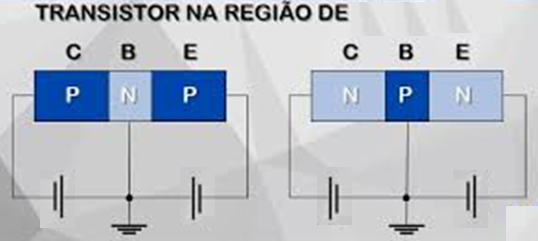 TRANSISTOR NA REGIÃO DE
C B E C B E
P N P N P N